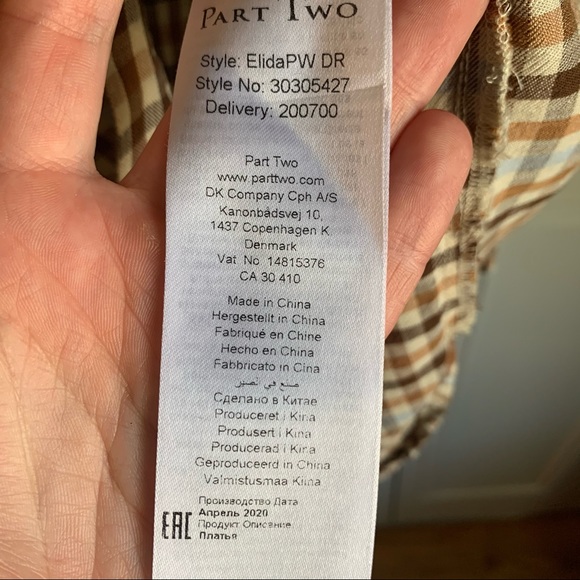 PART TWO
Style: ElidaPW DR
Style No: 30305427
Delivery: 200700
Part Two
www.parttwo.com
DK Company Cph A/S
Kanonbådsvej 10,
1437 Copenhagen K
Denmark
Vat No 14815376
CA 30 410
Made in China
Hergestellt in China
Fabriqué en Chine
Hecho en China
Fabbricato in Cina
صنع في الصين
Сделано в Китае
Produceret i Kina
Produsert i Kina
Producerad i Kina
Geproduceerd in China
Valmistusmaa Kiina
Производство Дата
Апрель 2020
EAC Продукт Описание
Платья